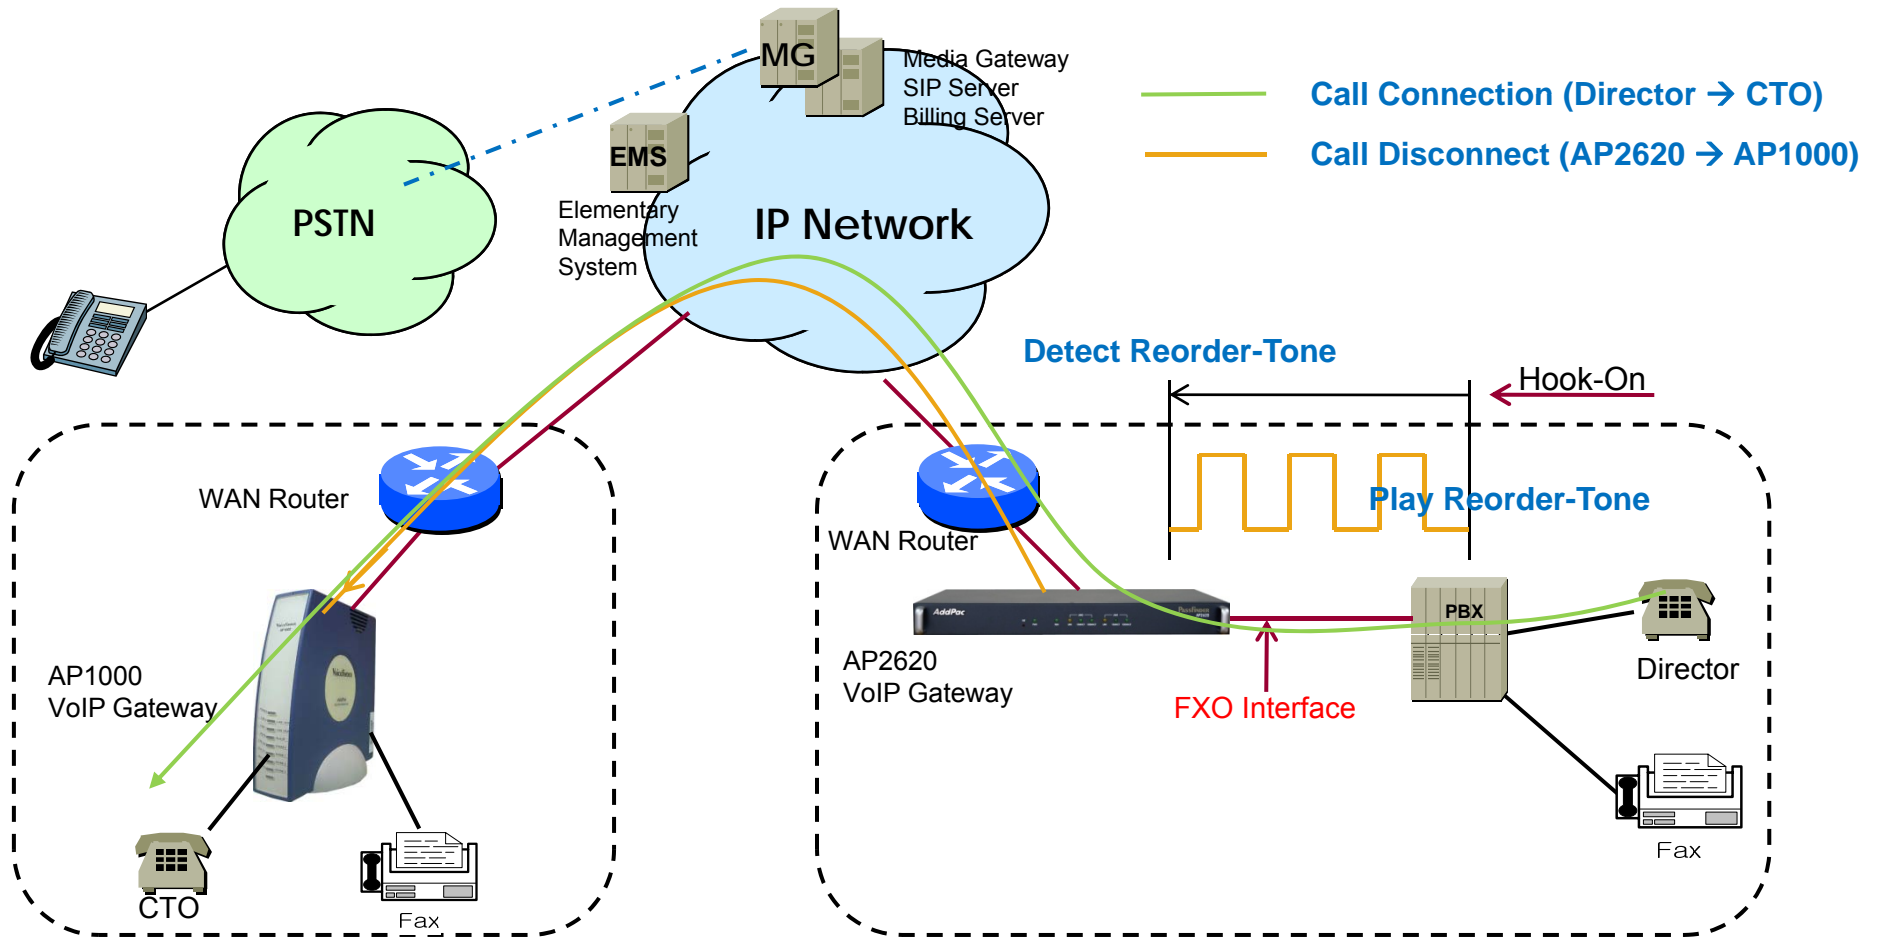 MG
Media Gateway
SIP Server
Billing Server
Call Connection (Director → CTO)
Call Disconnect (AP2620 → AP1000)
EMS
Elementary
Management
System
PSTN
IP Network
Detect Reorder-Tone
Hook-On
WAN Router
Play Reorder-Tone
WAN Router
AddPac
PBX
AP2620
VoIP Gateway
Director
FXO Interface
AP1000
VoIP Gateway
Fax
CTO
Fax